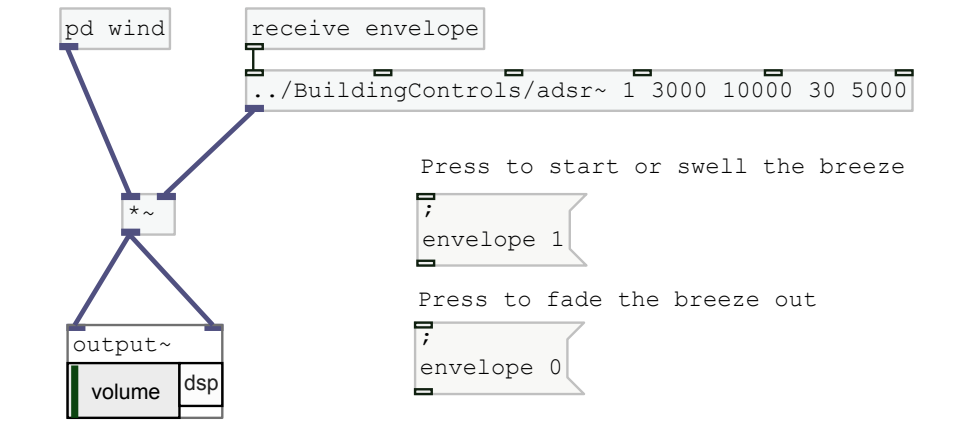 pd wind
receive envelope
../BuildingControls/adsr~ 1 3000 10000 30 5000
Press to start or swell the breeze
*~
;
envelope 1
Press to fade the breeze out
;
envelope 0
output~
volume
dsp